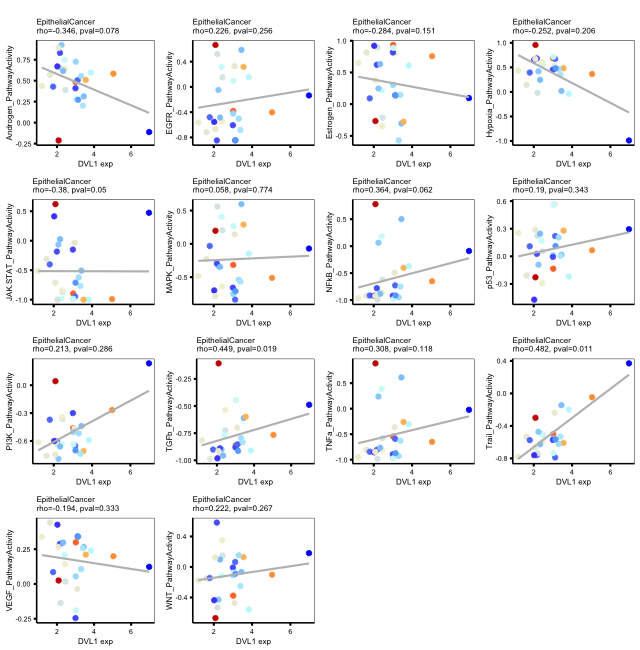 EpithelialCancer
rho=-0.346, pval=0.078
Androgen_PathwayActivity
0.75
0.50
0.25
0.00
-0.25
2
4
6
DVL1 exp
EpithelialCancer
rho=0.226, pval=0.256
EGFR_PathwayActivity
0.4
0.0
-0.4
-0.8
2
4
6
DVL1 exp
EpithelialCancer
rho=-0.284, pval=0.151
Estrogen_PathwayActivity
1.0
0.5
0.0
-0.5
2
4
6
DVL1 exp
EpithelialCancer
rho=-0.252, pval=0.206
Hypoxia_PathwayActivity
1.0
0.5
0.0
-0.5
-1.0
2
4
6
DVL1 exp
EpithelialCancer
rho=-0.38, pval=0.05
JAK-STAT_PathwayActivity
0.5
0.0
-0.5
-1.0
2
4
6
DVL1 exp
EpithelialCancer
rho=0.058, pval=0.774
MAPK_PathwayActivity
0.5
0.0
-0.5
2
4
6
DVL1 exp
EpithelialCancer
rho=0.364, pval=0.062
NFkB_PathwayActivity
0.5
0.0
-0.5
-1.0
2
4
6
DVL1 exp
EpithelialCancer
rho=0.19, pval=0.343
p53_PathwayActivity
0.6
0.3
0.0
-0.3
2
4
6
DVL1 exp
EpithelialCancer
rho=0.213, pval=0.286
PI3K_PathwayActivity
0.0
-0.3
-0.6
2
4
6
DVL1 exp
EpithelialCancer
rho=0.449, pval=0.019
TGFb_PathwayActivity
-0.25
-0.50
-0.75
-1.00
2
4
6
DVL1 exp
EpithelialCancer
rho=0.308, pval=0.118
TNFa_PathwayActivity
0.5
0.0
-0.5
-1.0
2
4
6
DVL1 exp
EpithelialCancer
rho=0.482, pval=0.011
Trail_PathwayActivity
0.4
0.0
-0.4
-0.8
2
4
6
DVL1 exp
EpithelialCancer
rho=-0.194, pval=0.333
VEGF_PathwayActivity
0.25
0.00
-0.25
2
4
6
DVL1 exp
EpithelialCancer
rho=0.222, pval=0.267
WNT_PathwayActivity
0.4
0.0
-0.4
2
4
6
DVL1 exp